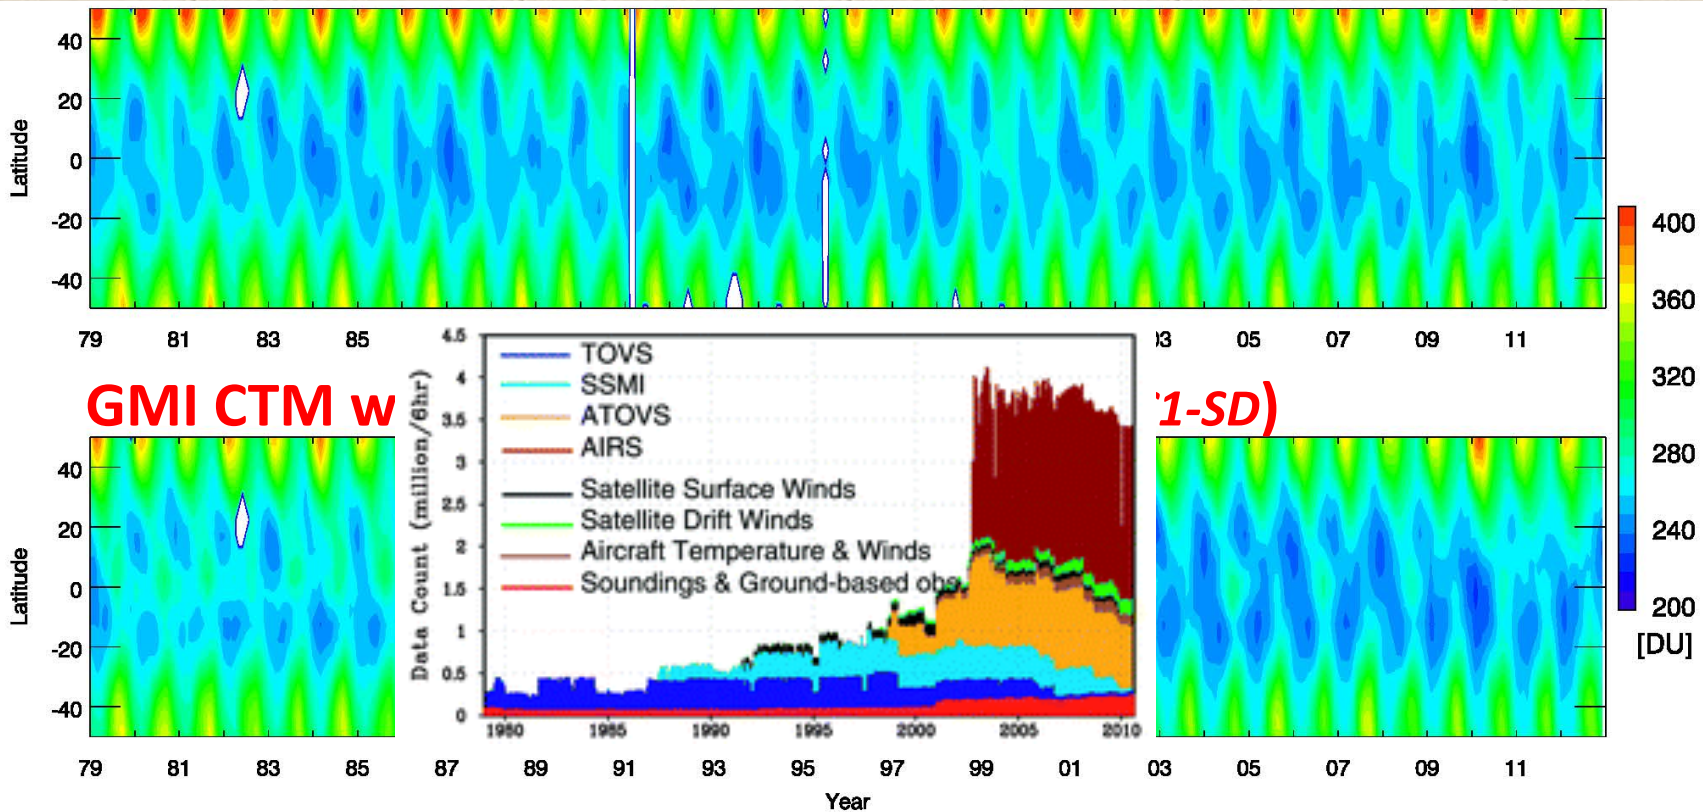 40
20
0
-20
-40
Latitude
79 81 83 85 03 05 07 09 11
400
360
320
280
240
200
[DU]
GMI CTM w
1-SD)
4.5
4
3.5
3
2.5
2
1.5
1
0.5
0
Data Count (million/6hr)
TOVS
SSMI
ATOVS
AIRS
Satellite Surface Winds
Satellite Drift Winds
Aircraft Temperature & Winds
Soundings & Ground-based obs
1980 1985 1990 1995 2000 2005 2010
40
20
0
-20
-40
Latitude
79 81 83 85 87 89 91 93 95 97 99 01 03 05 07 09 11
Year